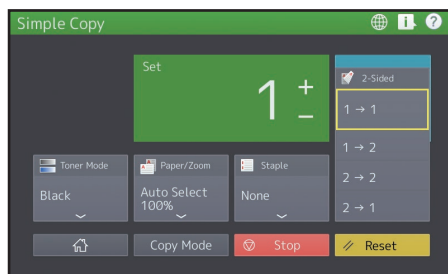 Simple Copy
i
?
Set
1
+
−
2-Sided
1 → 1
1 → 2
2 → 2
2 → 1
Toner Mode
Black
Paper/Zoom
Auto Select
100%
Staple
None
Copy Mode
Stop
Reset